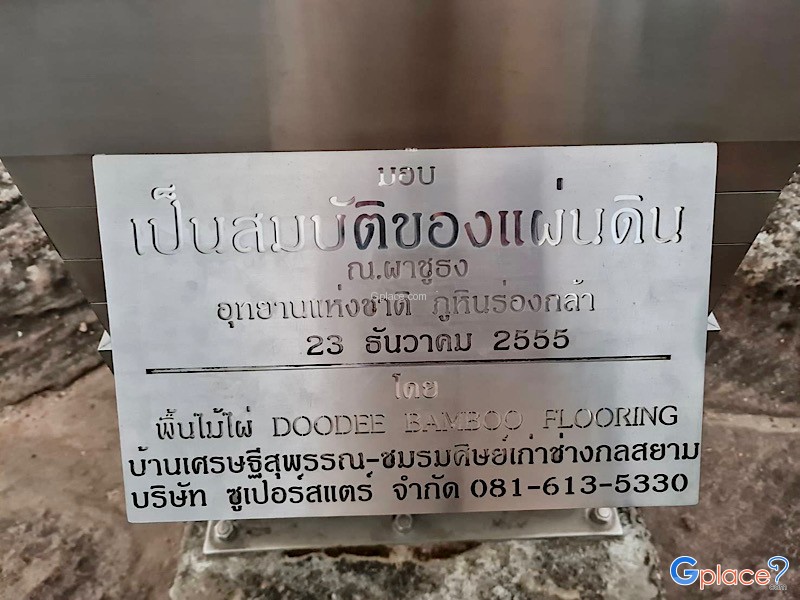 มอบ
เป็นสมบัติของแผ่นดิน
ณ.ผาชูธง
อุทยานแห่งชาติ ภูหินร่องกล้า
23 ธันวาคม 2555
โดย
พื้นไม้ไผ่ DOODEE BAMBOO FLOORING
บ้านเศรษฐีสุพรรณ-ชมรมศิษย์เก่าช่างกลสยาม
บริษัท ซูเปอร์สแตร์ จำกัด 081-613-5330
Gplace.com
Gplace?.com